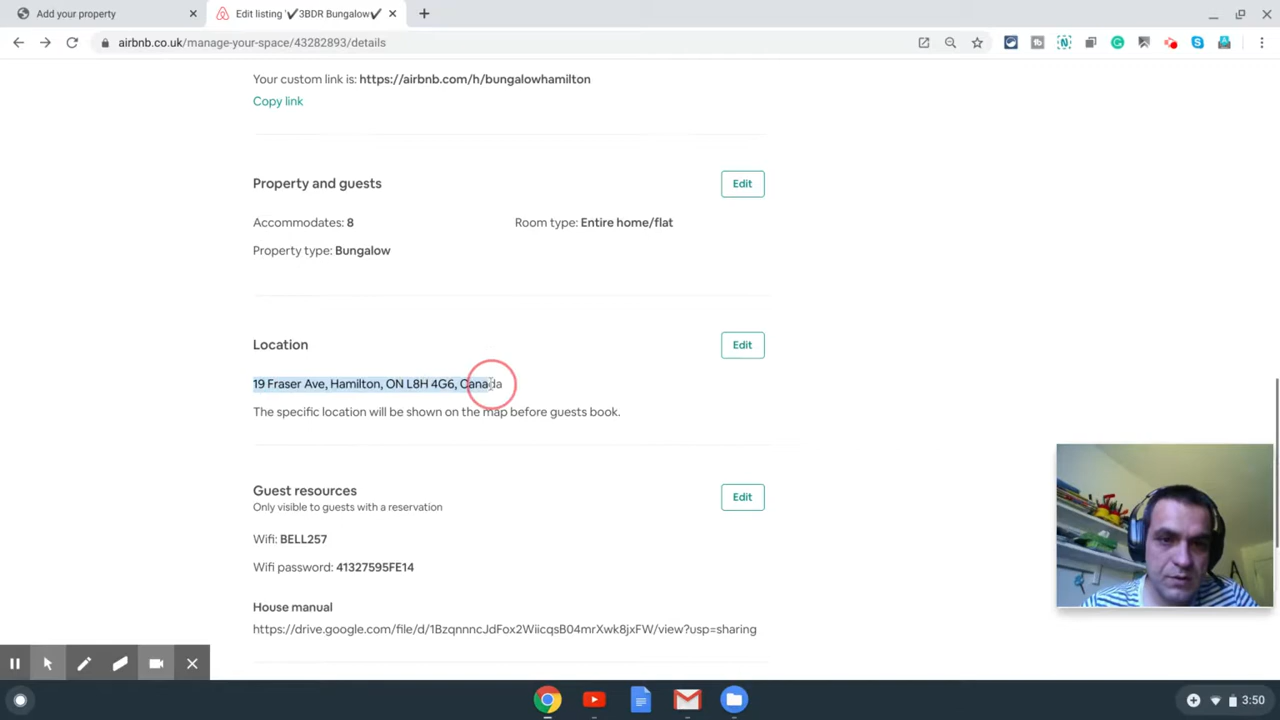 Add your property
Edit listing '✔3BDR Bungalow✔
airbnb.co.uk/manage-your-space/43282893/details
Your custom link is: https://airbnb.com/h/bungalowhamilton
Copy link
Property and guests
Edit
Accommodates: 8
Room type: Entire home/flat
Property type: Bungalow
Location
Edit
19 Fraser Ave, Hamilton, ON L8H 4G6, Canada
The specific location will be shown on the map before guests book.
Guest resources
Edit
Only visible to guests with a reservation
Wifi: BELL257
Wifi password: 41327595FE14
House manual
https://drive.google.com/file/d/1BzqnnncJdFox2WiicqsB04mrXwk8jxFW/view?usp=sharing
3:50